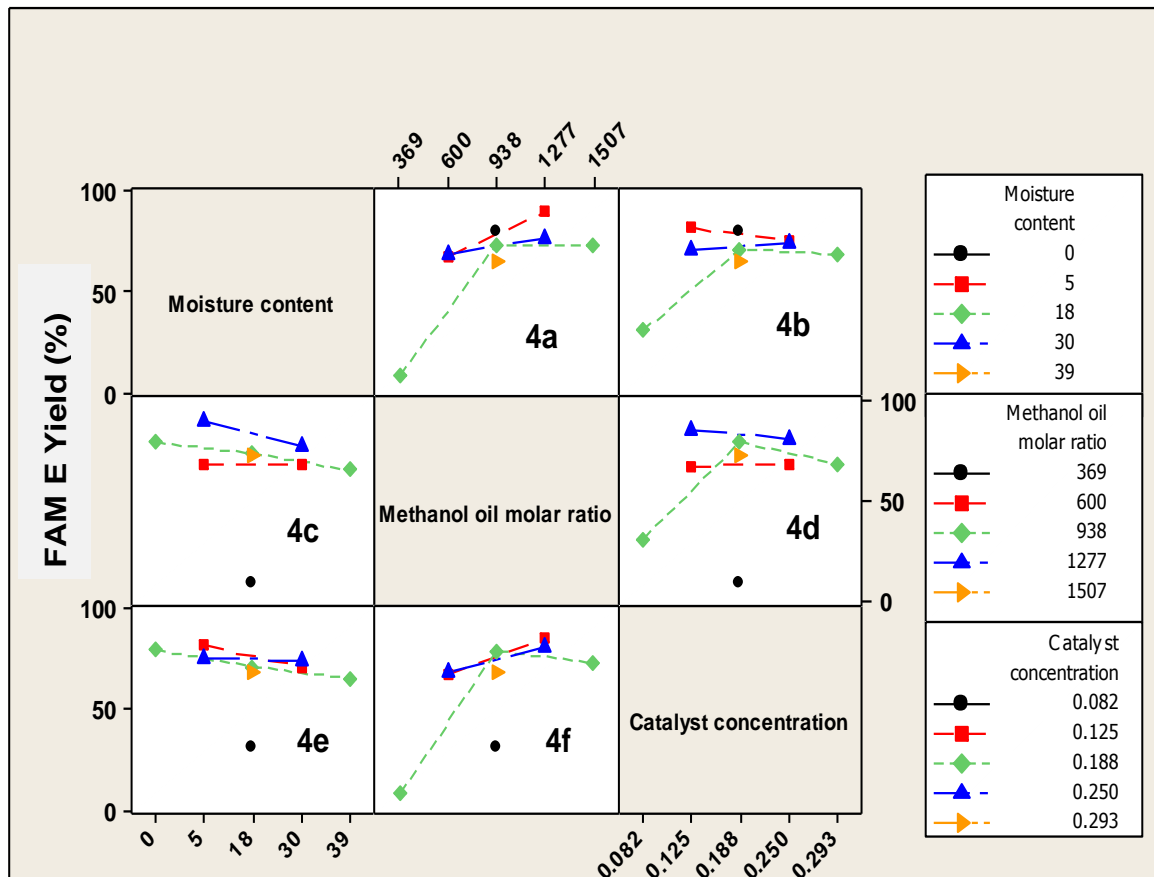 369 600 938 1277 1507
100
50
0
FAM E Yield (%)
Moisture content
4a
4b
4c
Methanol oil molar ratio
4d
100
50
0
100
50
0
4e
4f
Catalyst concentration
0 5 18 30 39
0.082 0.125 0.188 0.250 0.293
Moisture
content
0
5
18
30
39
Methanol oil
molar ratio
369
600
938
1277
1507
Catalyst
concentration
0.082
0.125
0.188
0.250
0.293